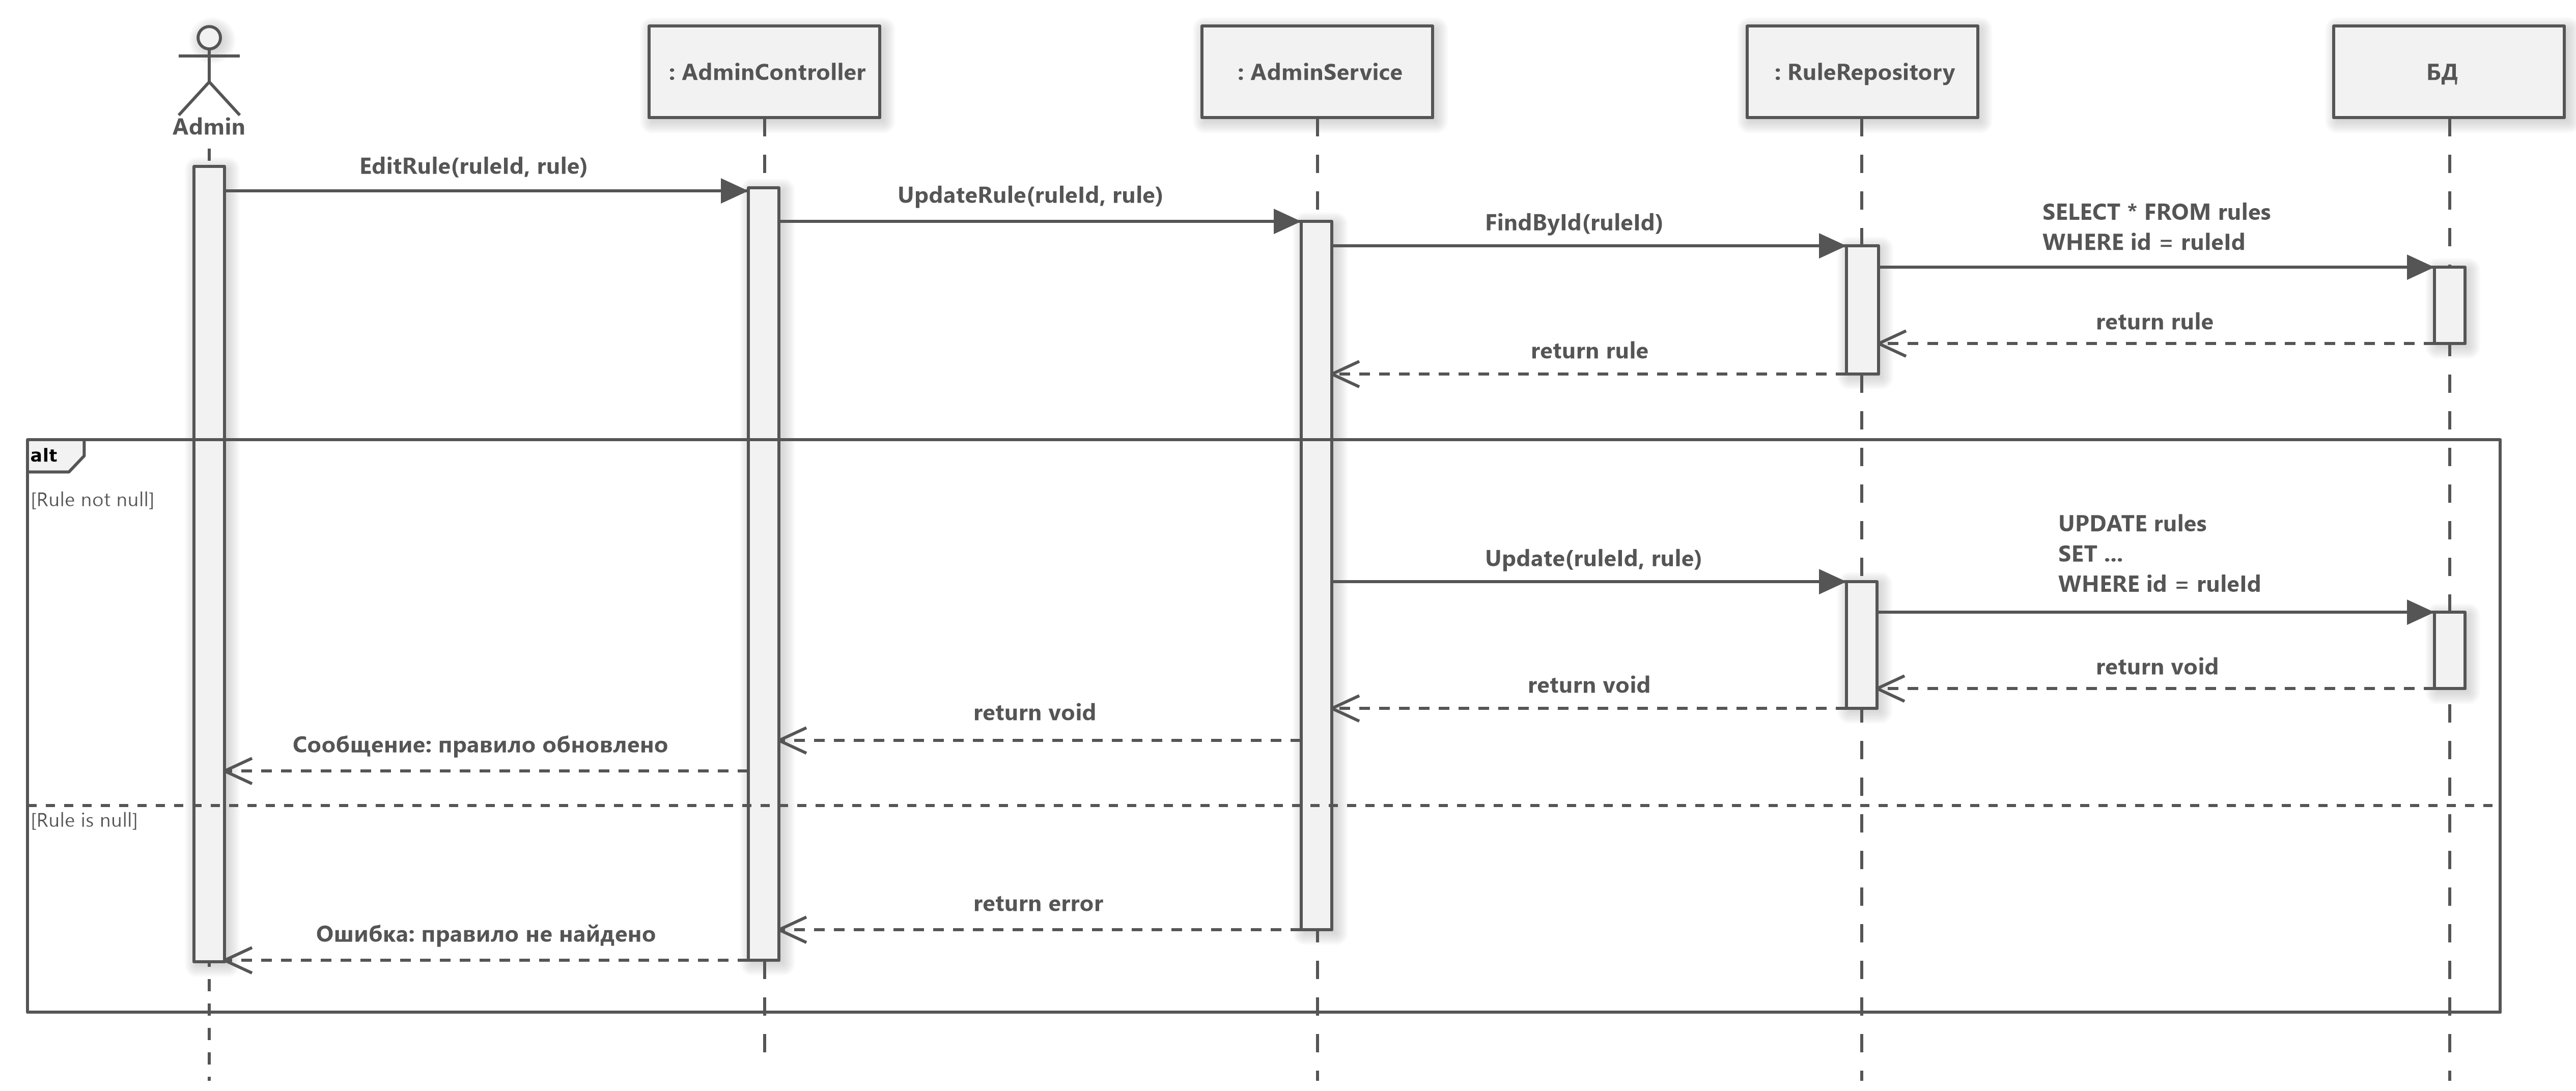 Admin
: AdminController
: AdminService
: RuleRepository
БД
EditRule(ruleId, rule)
UpdateRule(ruleId, rule)
FindById(ruleId)
SELECT * FROM rules
WHERE id = ruleId
return rule
return rule
alt
[Rule not null]
Update(ruleId, rule)
UPDATE rules
SET ...
WHERE id = ruleId
return void
return void
return void
Сообщение: правило обновлено
[Rule is null]
return error
Ошибка: правило не найдено